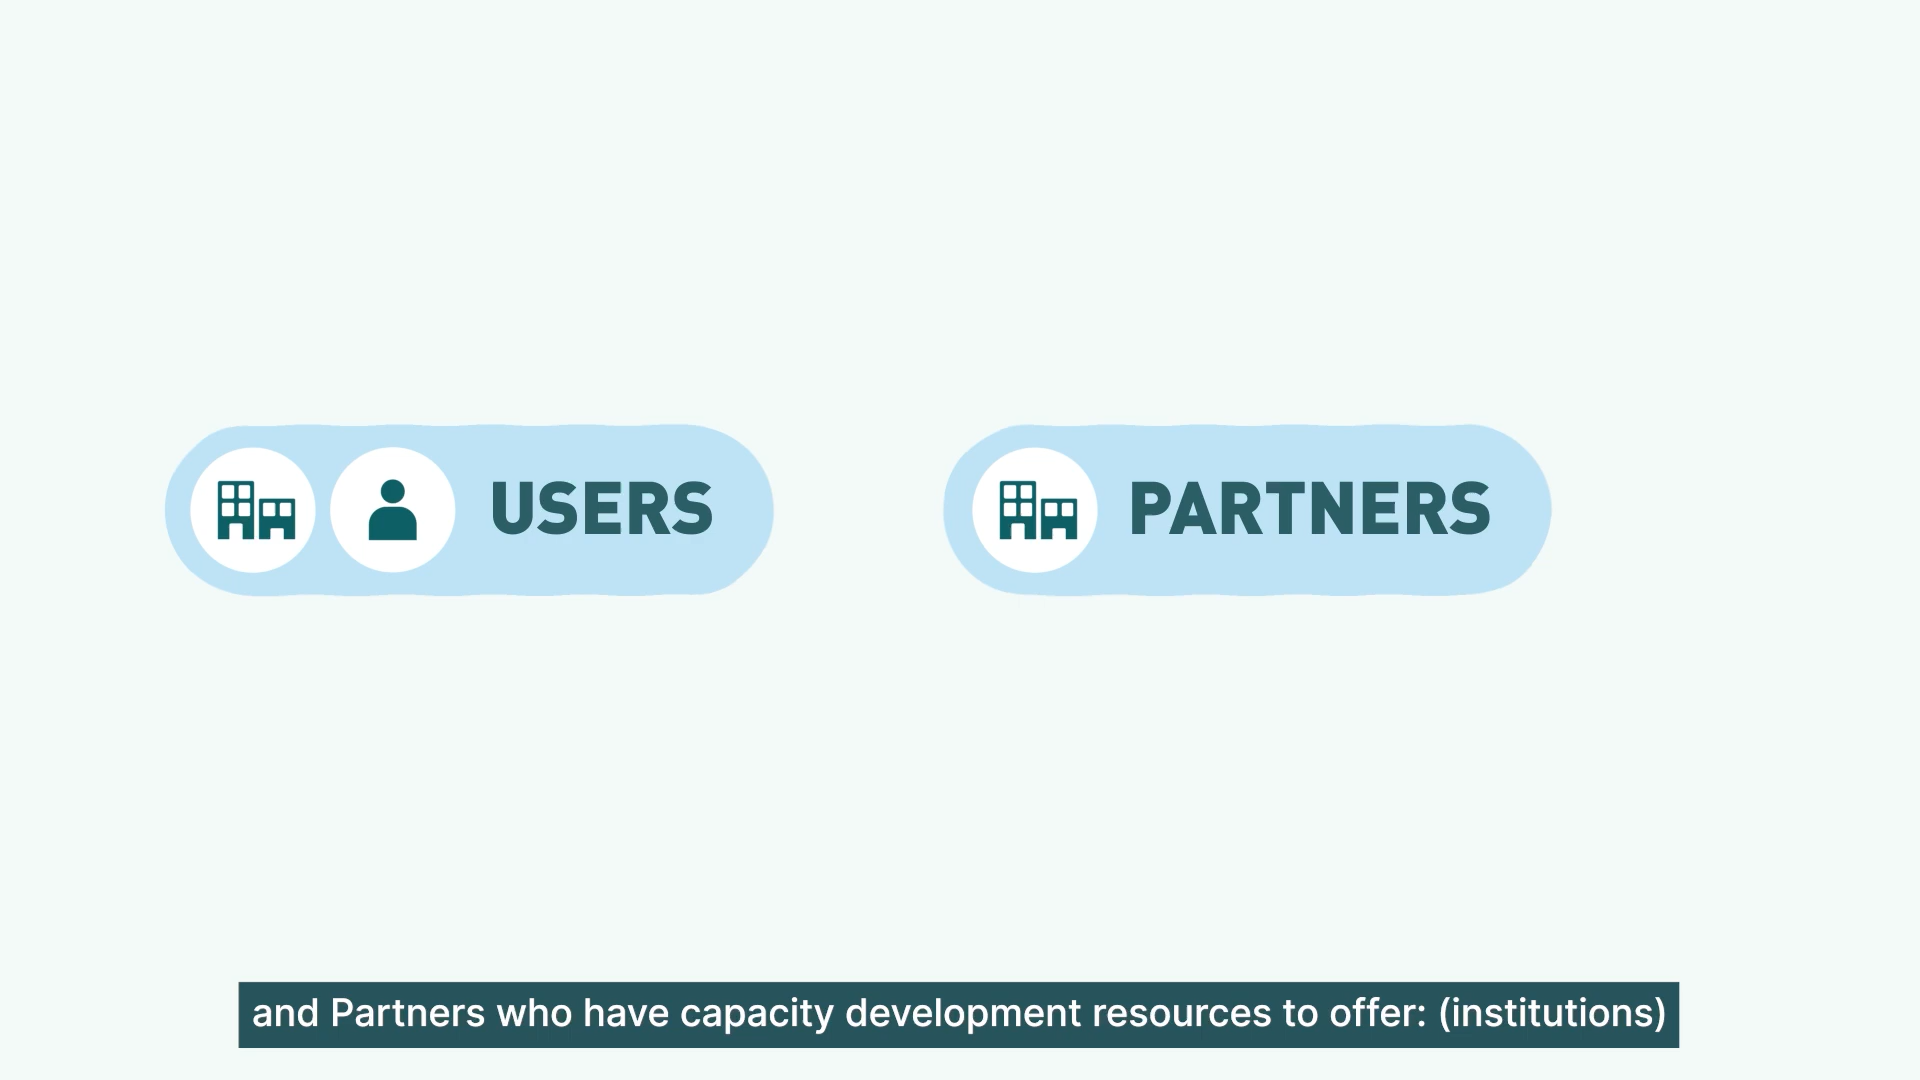 USERS
PARTNERS
and Partners who have capacity development resources to offer: (institutions)